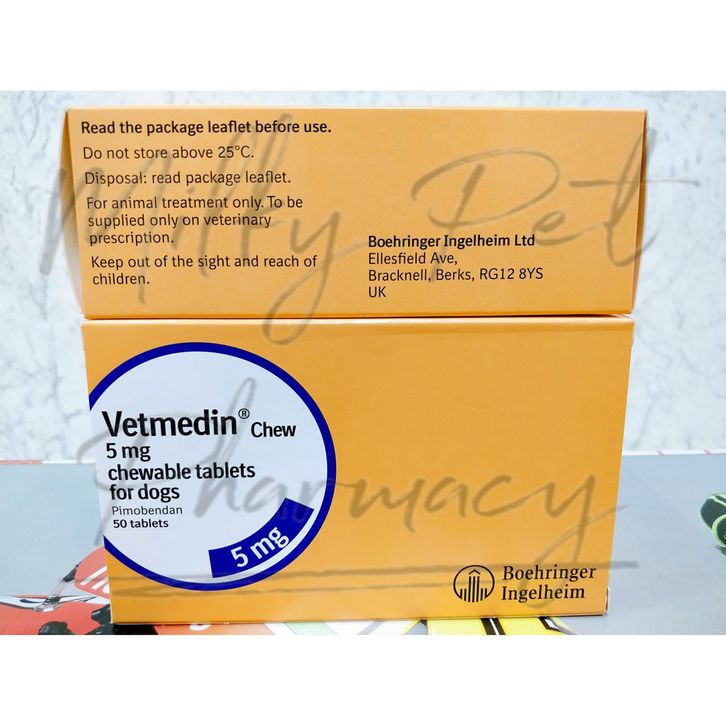 Read the package leaflet before use.
Do not store above 25°C.
Disposal: read package leaflet.
For animal treatment only. To be
supplied only on veterinary
prescription.
Keep out of the sight and reach of
children.
Boehringer Ingelheim Ltd
Ellesfield Ave,
Bracknell, Berks, RG12 8YS
UK
Milly Pet
Pharmacy
Vetmedin® Chew
5 mg
chewable tablets
for dogs
Pimobendan
50 tablets
5 mg
Boehringer
Ingelheim